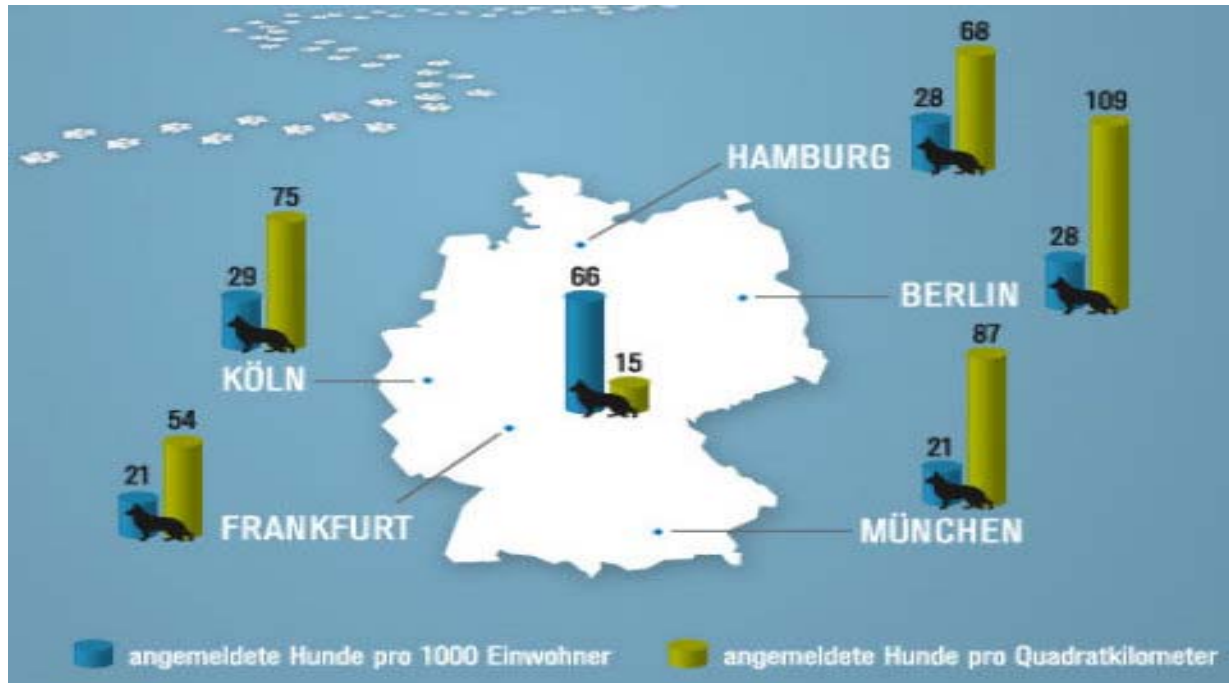 68
28
HAMBURG
109
28
BERLIN
75
29
KÖLN
66
15
87
21
MÜNCHEN
54
21
FRANKFURT
angemeldete Hunde pro 1000 Einwohner
angemeldete Hunde pro Quadratkilometer